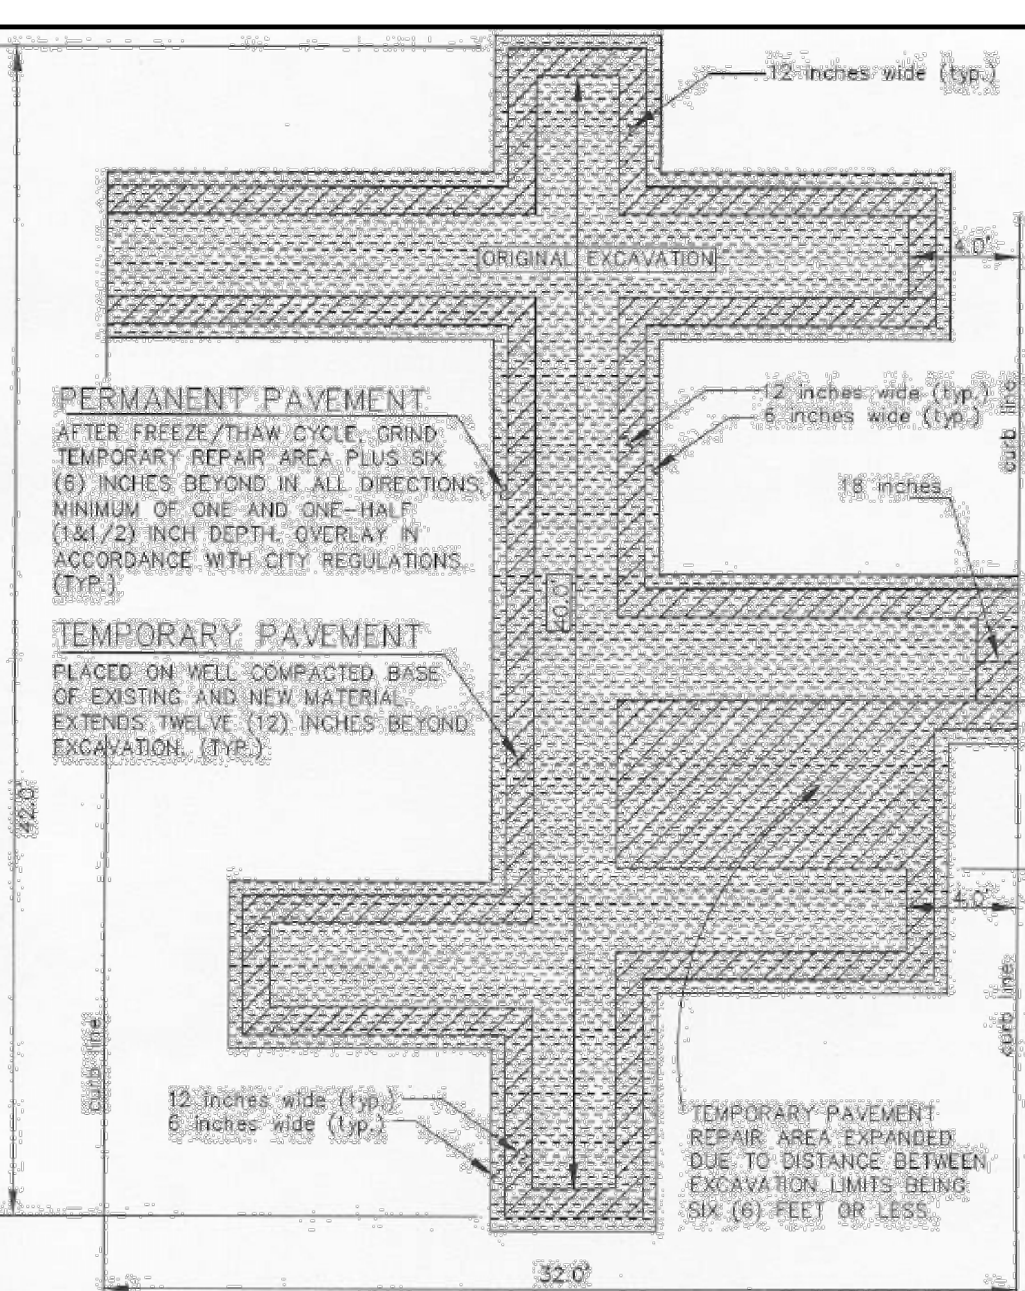 12 inches wide (typ.)
ORIGINAL EXCAVATION
4.0'
PERMANENT PAVEMENT
AFTER FREEZE/THAW CYCLE, GRIND
TEMPORARY REPAIR AREA PLUS SIX
(6) INCHES BEYOND IN ALL DIRECTIONS,
MINIMUM OF ONE AND ONE-HALF
(1&1/2) INCH DEPTH. OVERLAY IN
ACCORDANCE WITH CITY REGULATIONS
(TYP.)
12 inches wide (typ.)
6 inches wide (typ.)
curb line
18 inches
40.0'
TEMPORARY PAVEMENT
PLACED ON WELL COMPACTED BASE
OF EXISTING AND NEW MATERIAL
EXTENDS TWELVE (12) INCHES BEYOND
EXCAVATION. (TYP.)
42.0'
4.0'
curb line
curb line
12 inches wide (typ.)
6 inches wide (typ.)
TEMPORARY PAVEMENT
REPAIR AREA EXPANDED
DUE TO DISTANCE BETWEEN
EXCAVATION LIMITS BEING
SIX (6) FEET OR LESS
32.0'